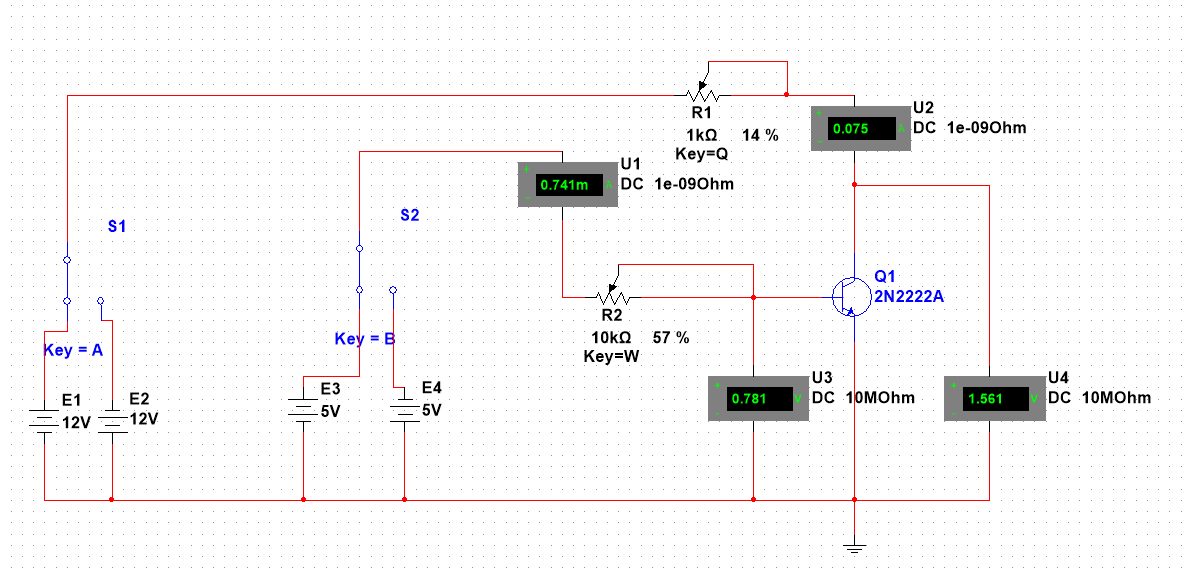 R1
1kΩ 14 %
Key=Q
U2
+
0.075 A
-
DC 1e-09Ohm
U1
+
0.741m A
-
DC 1e-09Ohm
S1
S2
Q1
2N2222A
R2
10kΩ 57 %
Key=W
Key = A
Key = B
E1
12V
E2
12V
E3
5V
E4
5V
U3
+
0.781 V
-
DC 10MOhm
U4
+
1.561 V
-
DC 10MOhm